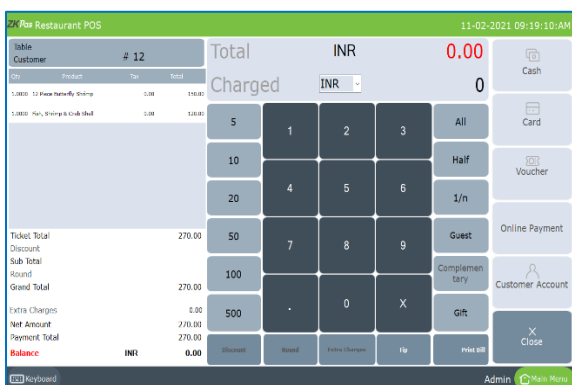 ZKPos Restaurant POS
11-02-2021 09:19:10:AM
Table
Customer
# 12
Qty Product Tax Total
1.0000 12 Piece Butterfly Shrimp 0.00 150.00
1.0000 Fish, Shrimp & Crab Shell 0.00 120.00
Ticket Total 270.00
Discount
Sub Total
Round
Grand Total 270.00
Extra Charges 0.00
Net Amount 270.00
Payment Total 270.00
Balance INR 0.00
Total INR 0.00
Charged INR 0
5 1 2 3 All
10 Half
20 4 5 6 1/n
50 7 8 9 Guest
100 Complemen
tary
500 . 0 X Gift
Discount Round Extra Charges Tip Print Bill
Cash
Card
Voucher
Online Payment
Customer Account
X
Close
Keyboard
Admin Main Menu